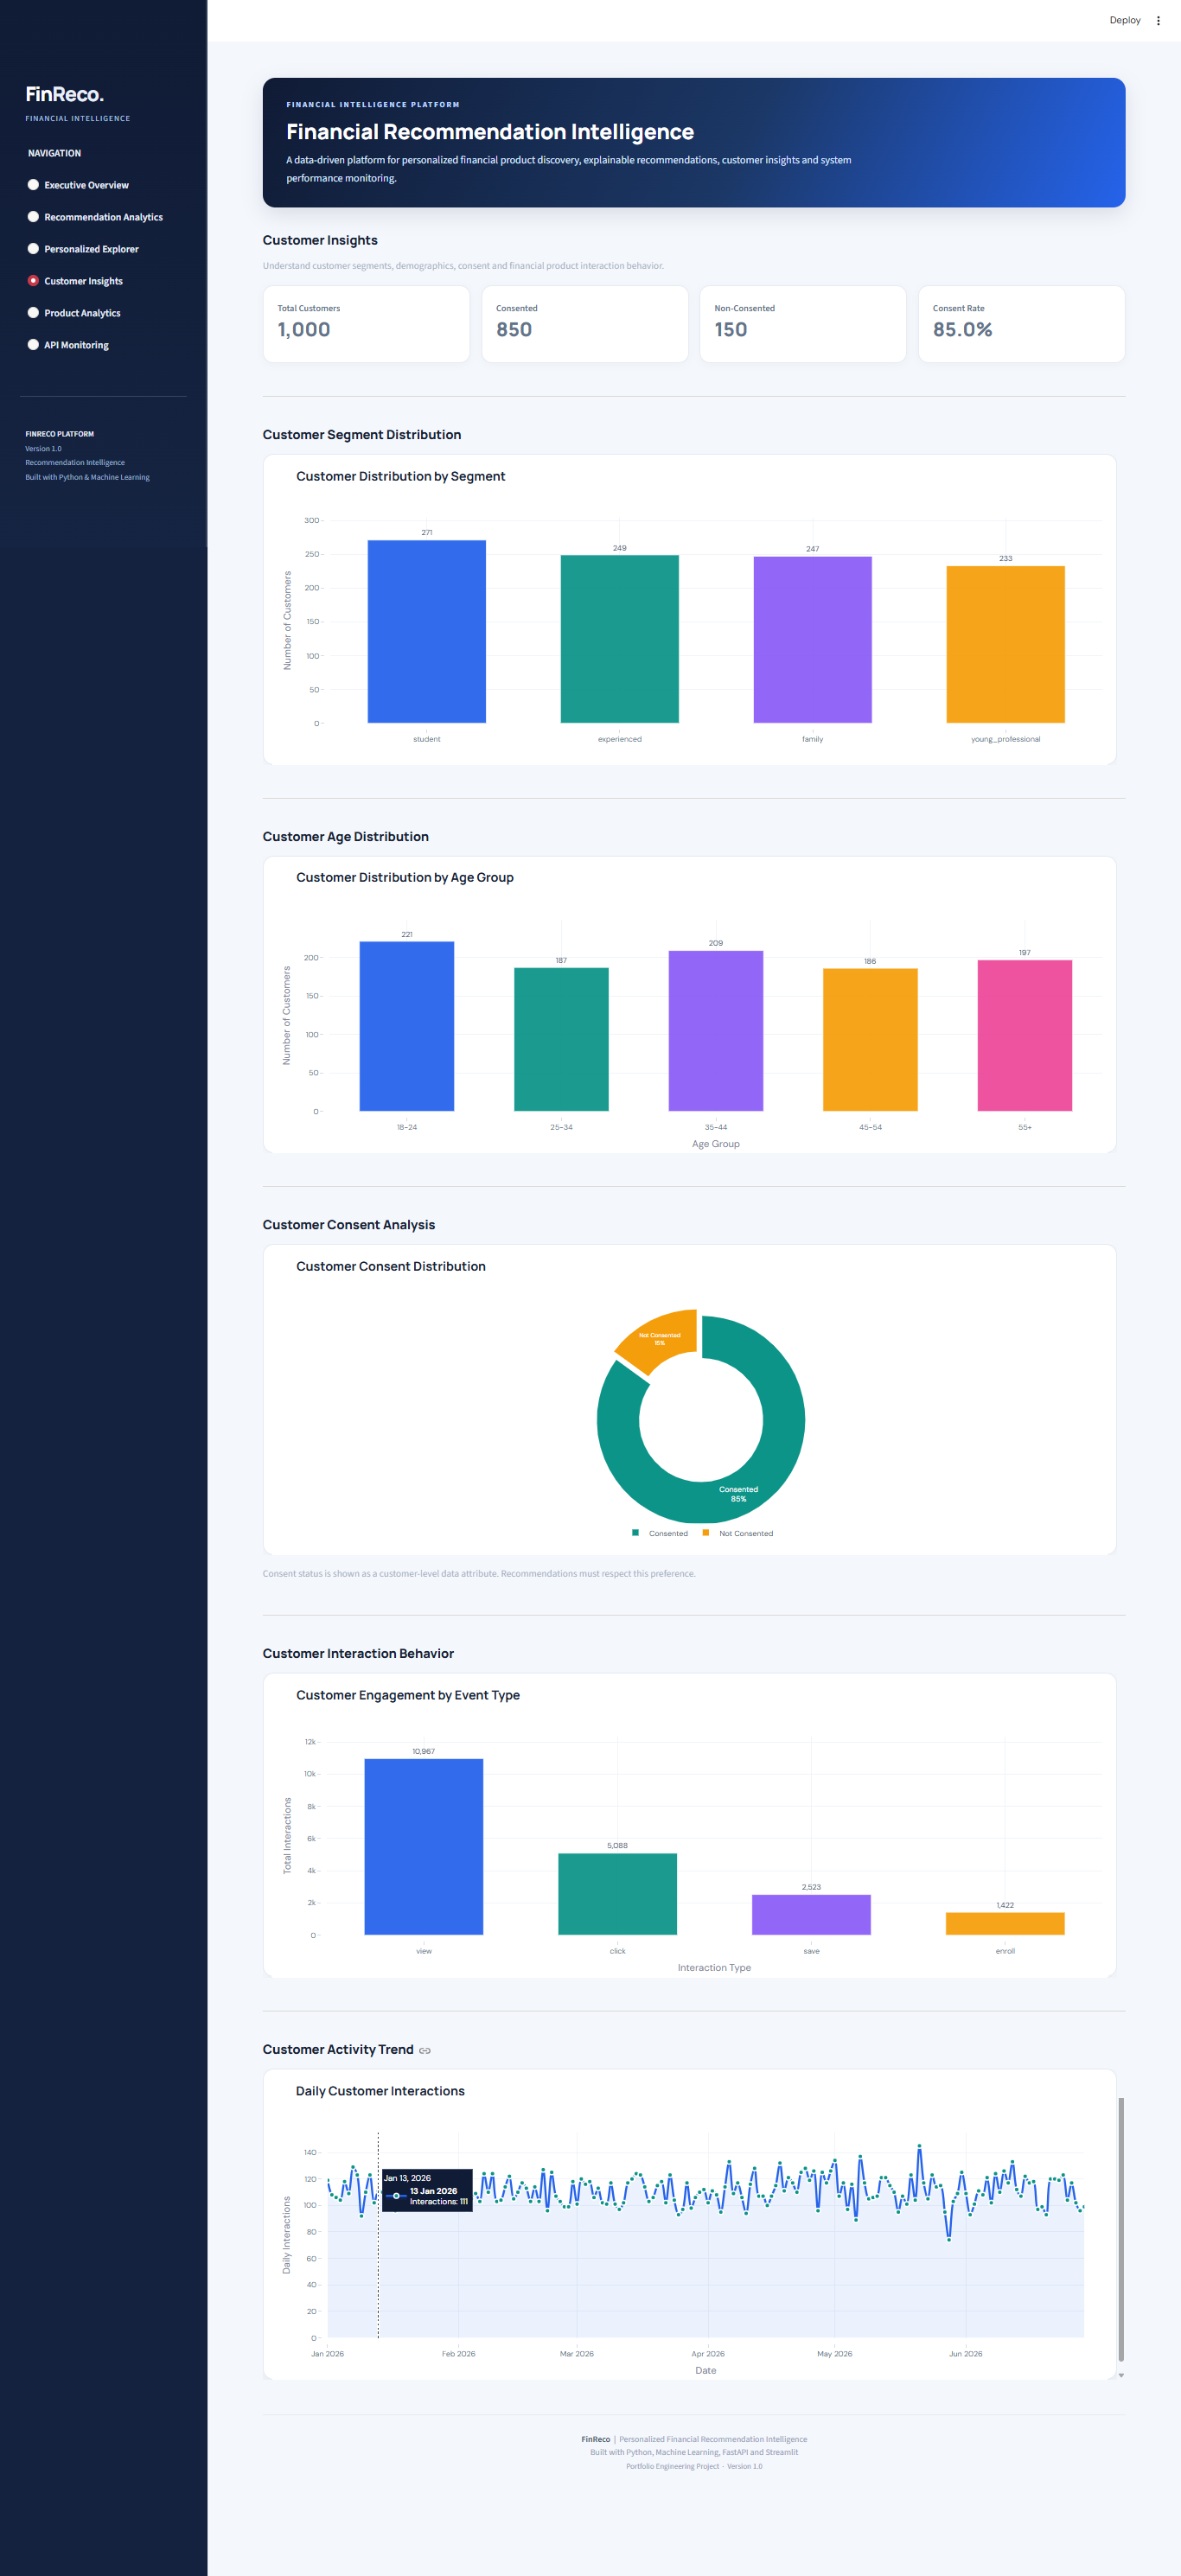 Deploy
FinReco.
FINANCIAL INTELLIGENCE
NAVIGATION
Executive Overview
Recommendation Analytics
Personalized Explorer
Customer Insights
Product Analytics
API Monitoring
FINRECO PLATFORM
Version 1.0
Recommendation Intelligence
Built with Python & Machine Learning
FINANCIAL INTELLIGENCE PLATFORM
Financial Recommendation Intelligence
A data-driven platform for personalized financial product discovery, explainable recommendations, customer insights and system
performance monitoring.
Customer Insights
Understand customer segments, demographics, consent and financial product interaction behavior.
Total Customers
1,000
Consented
850
Non-Consented
150
Consent Rate
85.0%
Customer Segment Distribution
Customer Distribution by Segment
Number of Customers
300
250
200
150
100
50
0
271
249
247
233
student
experienced
family
young_professional
Customer Age Distribution
Customer Distribution by Age Group
Number of Customers
200
150
100
50
0
221
187
209
186
197
18-24
25-34
35-44
45-54
55+
Age Group
Customer Consent Analysis
Customer Consent Distribution
Not Consented
15%
Consented
85%
Consented
Not Consented
Consent status is shown as a customer-level data attribute. Recommendations must respect this preference.
Customer Interaction Behavior
Customer Engagement by Event Type
Total Interactions
12k
10k
8k
6k
4k
2k
0
10,967
5,088
2,523
1,422
view
click
save
enroll
Interaction Type
Customer Activity Trend
Daily Customer Interactions
Daily Interactions
140
120
100
80
60
40
20
0
Jan 13, 2026
13 Jan 2026
Interactions: 111
Jan 2026
Feb 2026
Mar 2026
Apr 2026
May 2026
Jun 2026
Date
FinReco | Personalized Financial Recommendation Intelligence
Built with Python, Machine Learning, FastAPI and Streamlit
Portfolio Engineering Project · Version 1.0